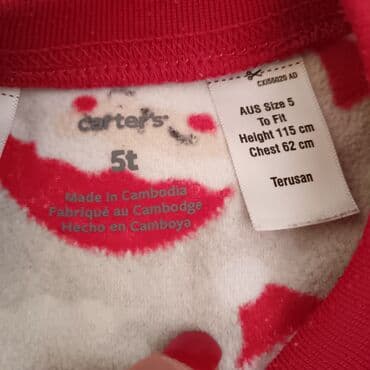 carter's
5t
Made in Cambodia
Fabriqué au Cambodge
Hecho en Camboya
CXI55025 AD
AUS Size 5
To Fit
Height 115 cm
Chest 62 cm
Terusan